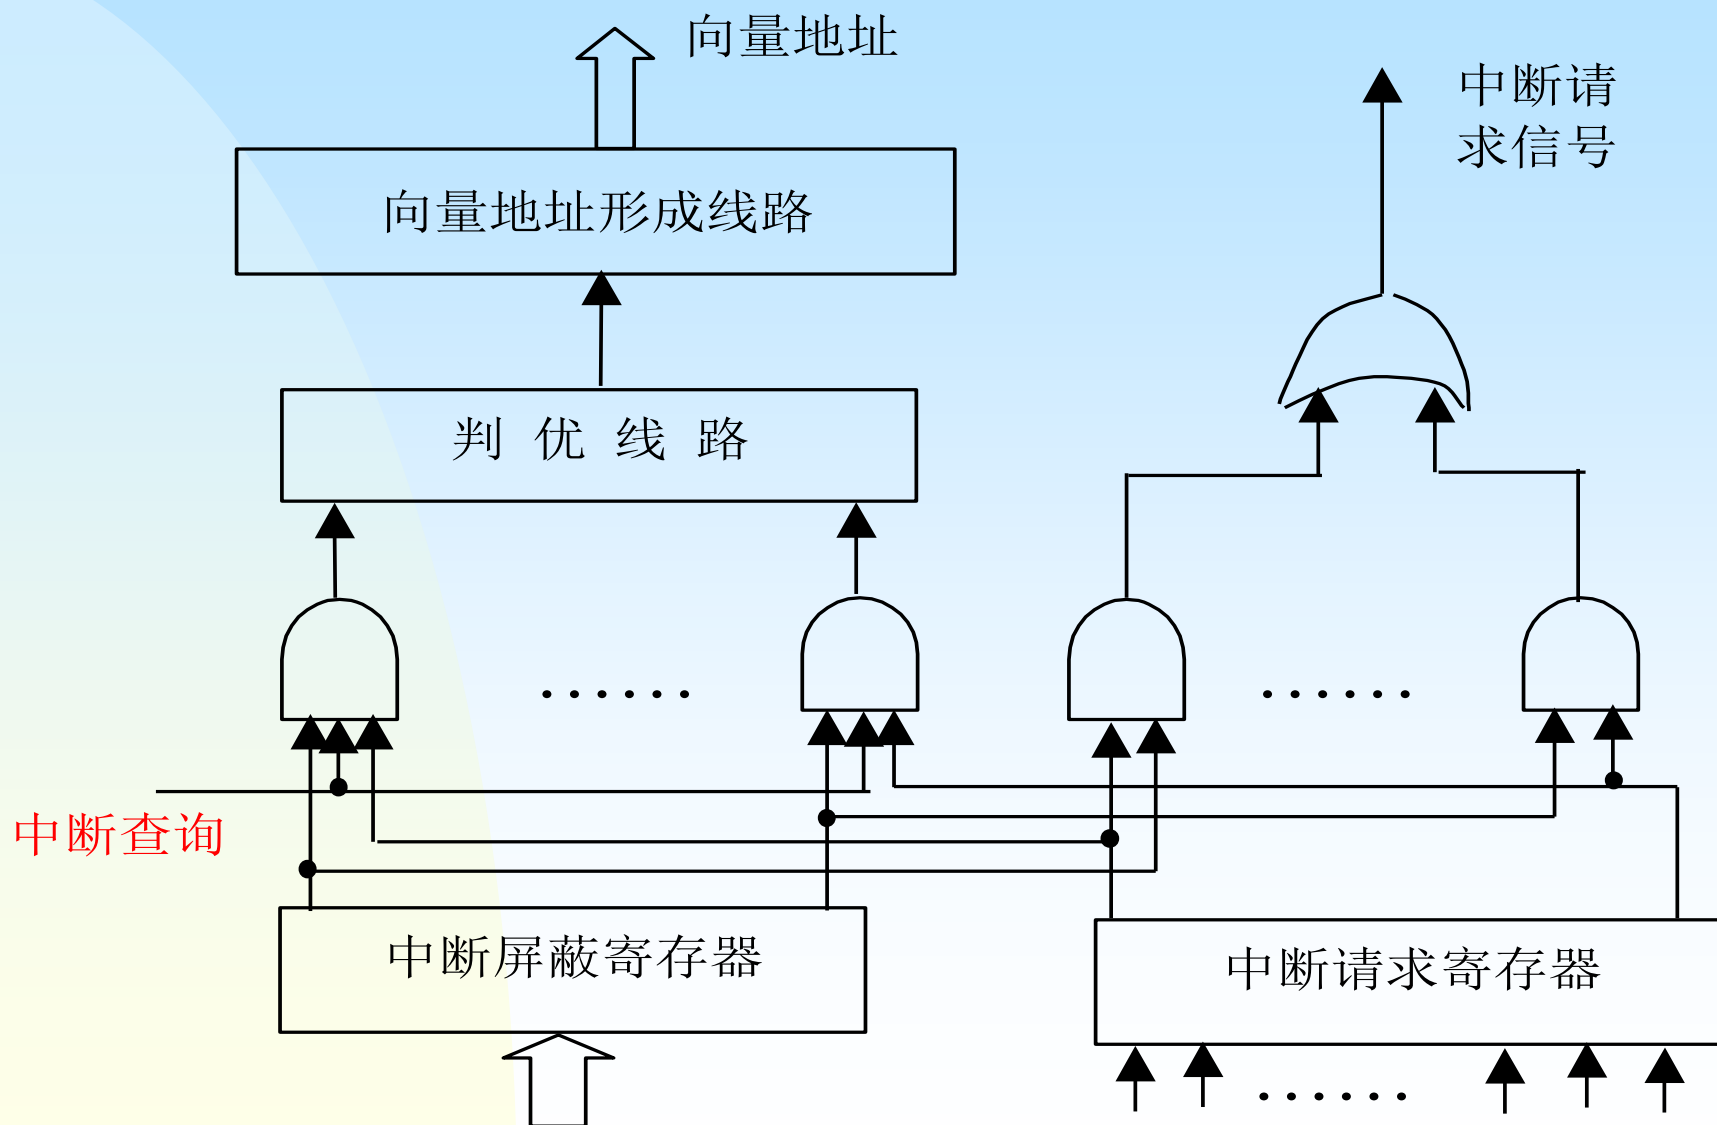 向量地址
中断请
求信号
向量地址形成线路
判 优 线 路
中断查询
中断屏蔽寄存器
中断请求寄存器